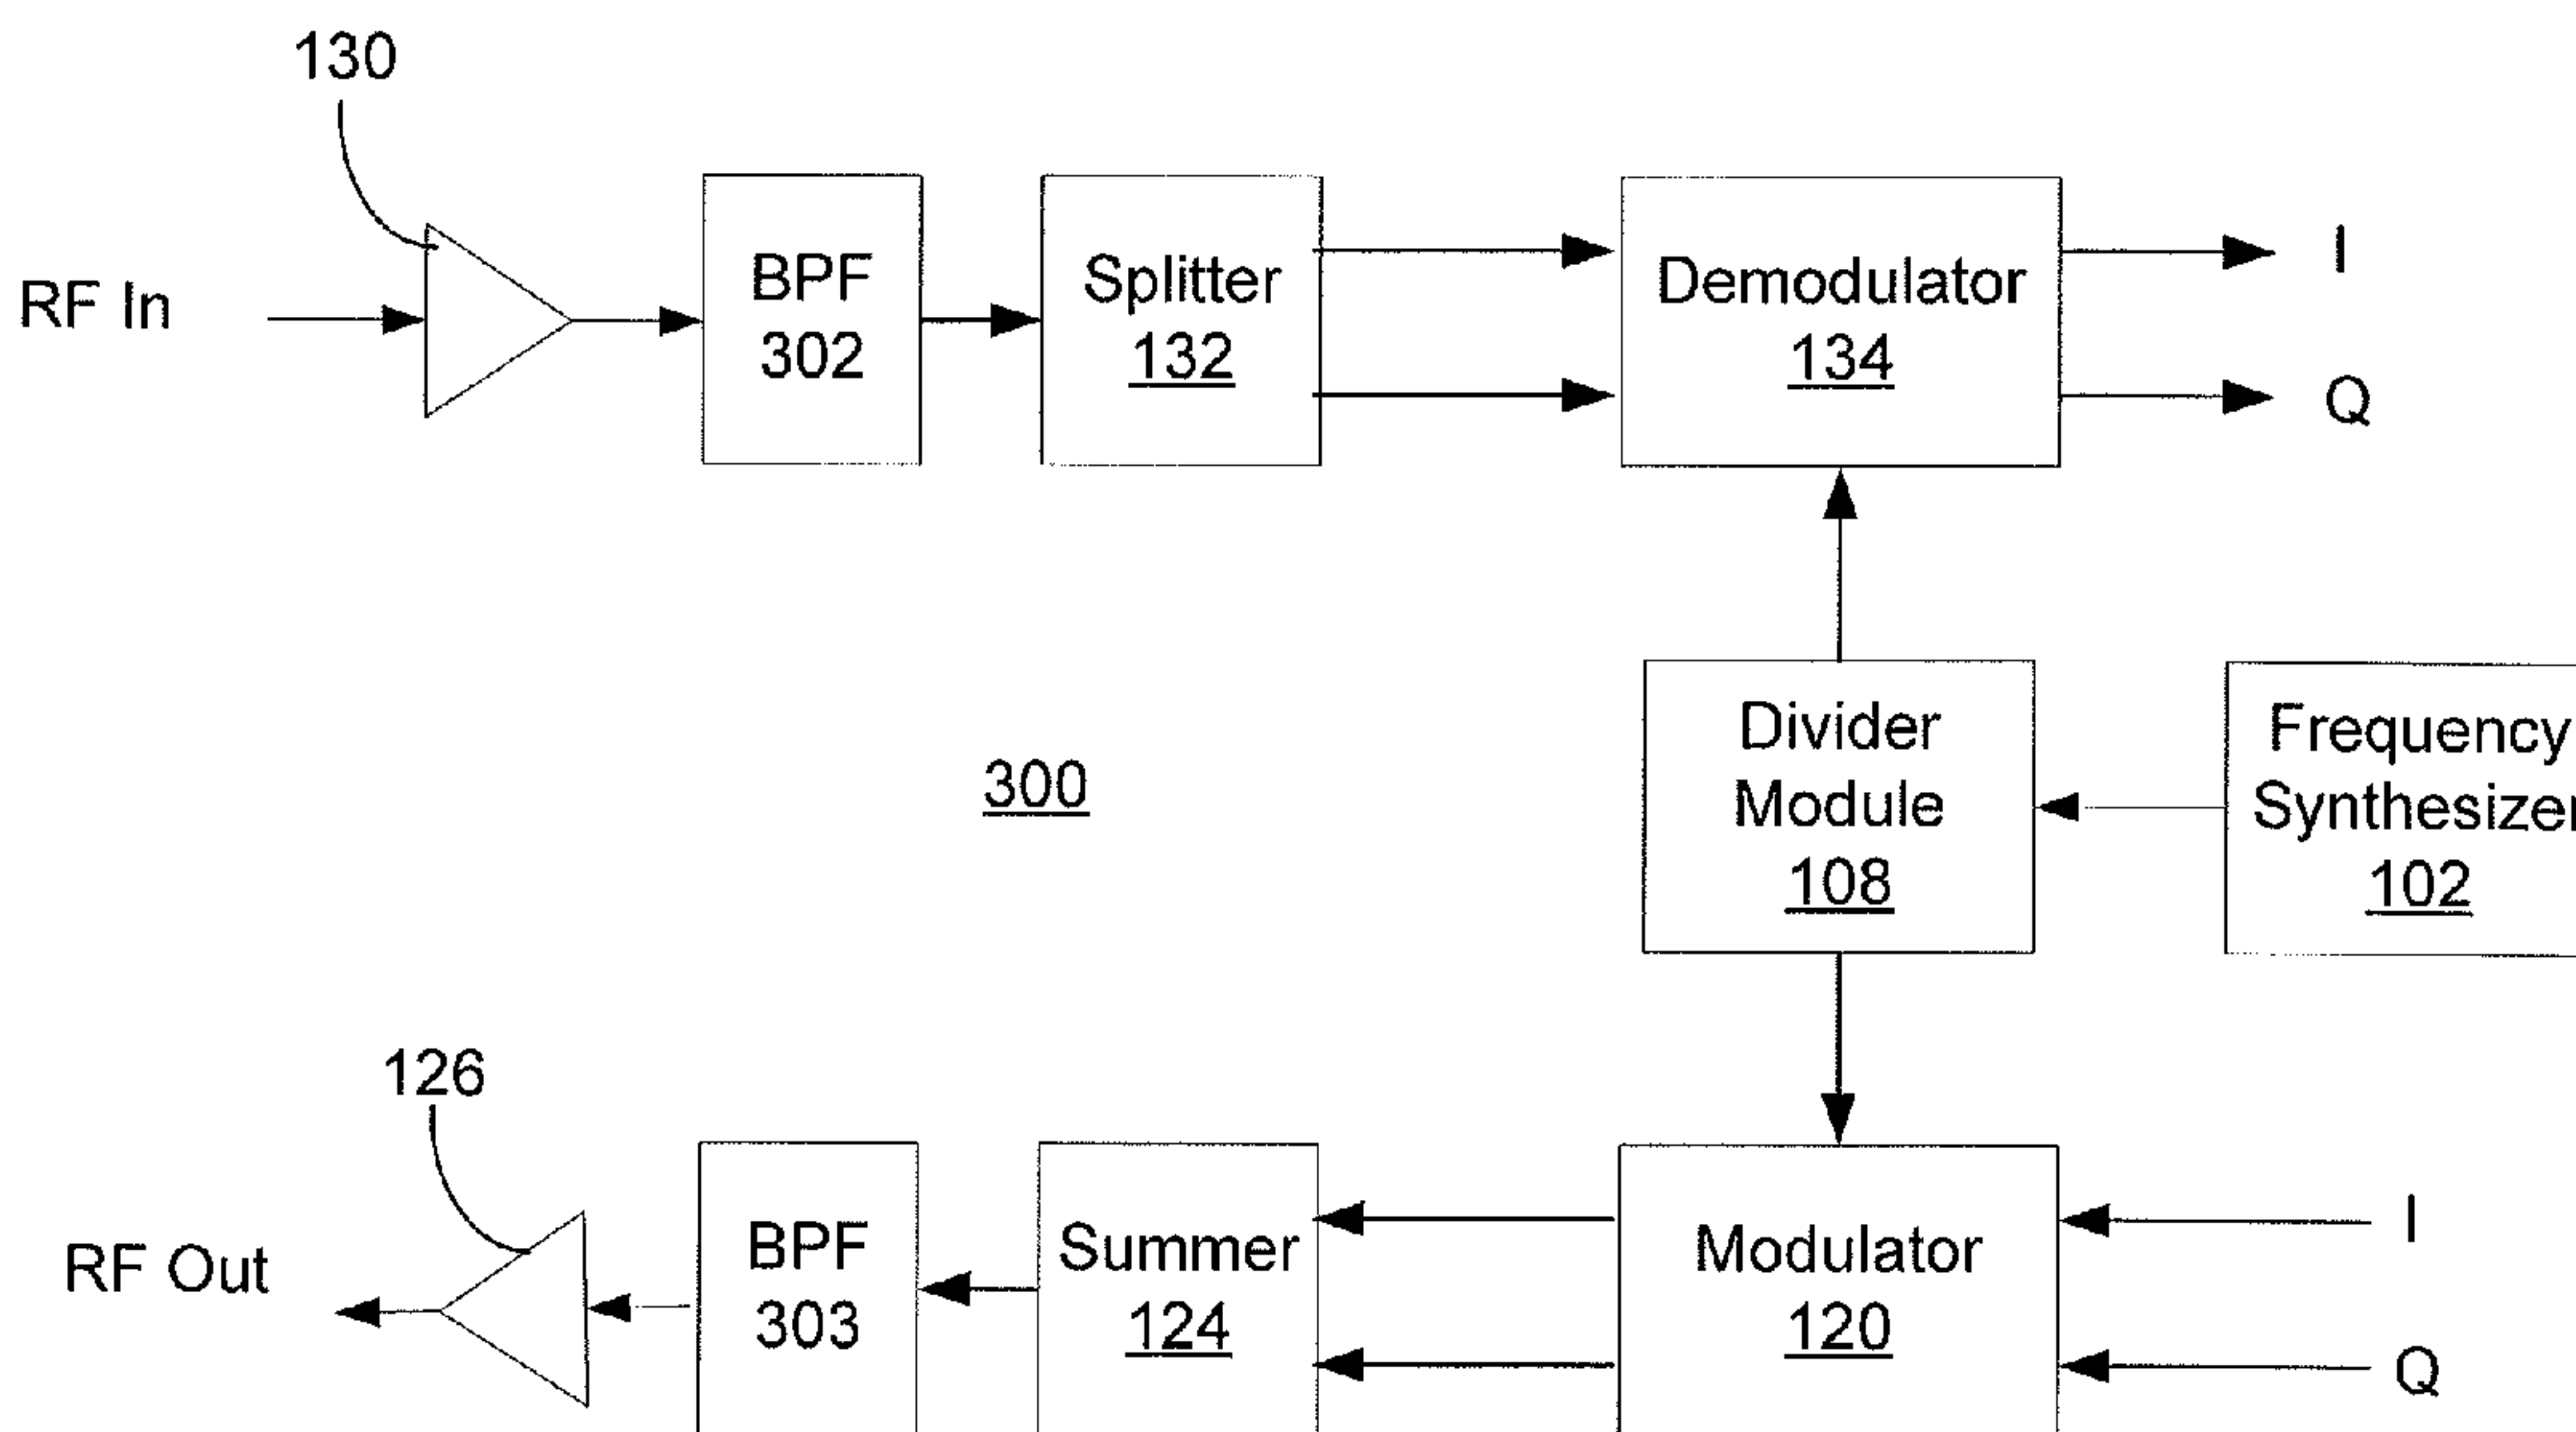 130
RF In
BPF
302
Splitter
132
Demodulator
134
I
Q
300
Divider
Module
108
Frequency
Synthesizer
102
126
RF Out
BPF
303
Summer
124
Modulator
120
I
Q